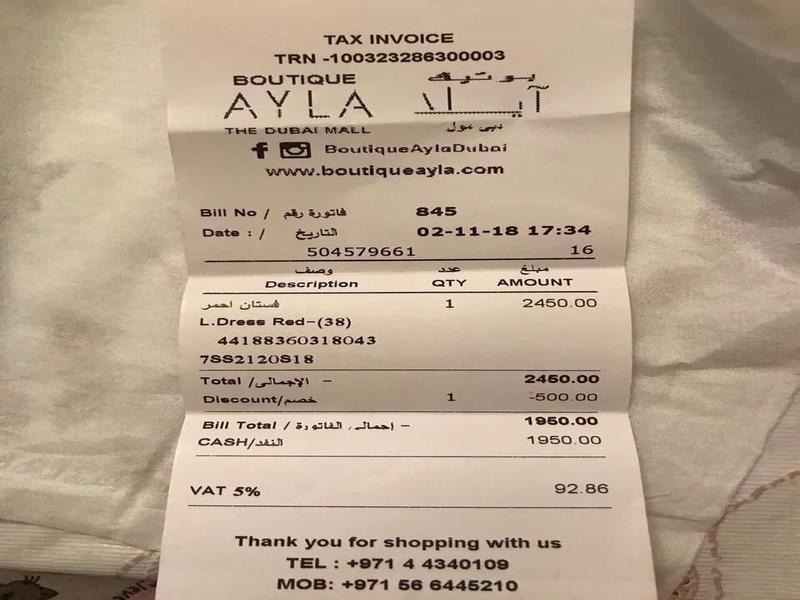 TAX INVOICE
TRN -100323286300003
BOUTIQUE بوتيك
AYLA آيلا
THE DUBAI MALL دبي مول
BoutiqueAylaDubai
www.boutiqueayla.com
Bill No / فاتورة رقم 845
Date : / التاريخ 02-11-18 17:34
504579661 16
وصف عدد مبلغ
Description QTY AMOUNT
فستان احمر 1 2450.00
L.Dress Red-(38)
44188360318043
7SS2120S18
Total /الإجمالى - 2450.00
Discount/خصم 1 -500.00
Bill Total / إجمالى الفاتورة - 1950.00
CASH/النقد 1950.00
VAT 5% 92.86
Thank you for shopping with us
TEL : +971 4 4340109
MOB: +971 56 6445210